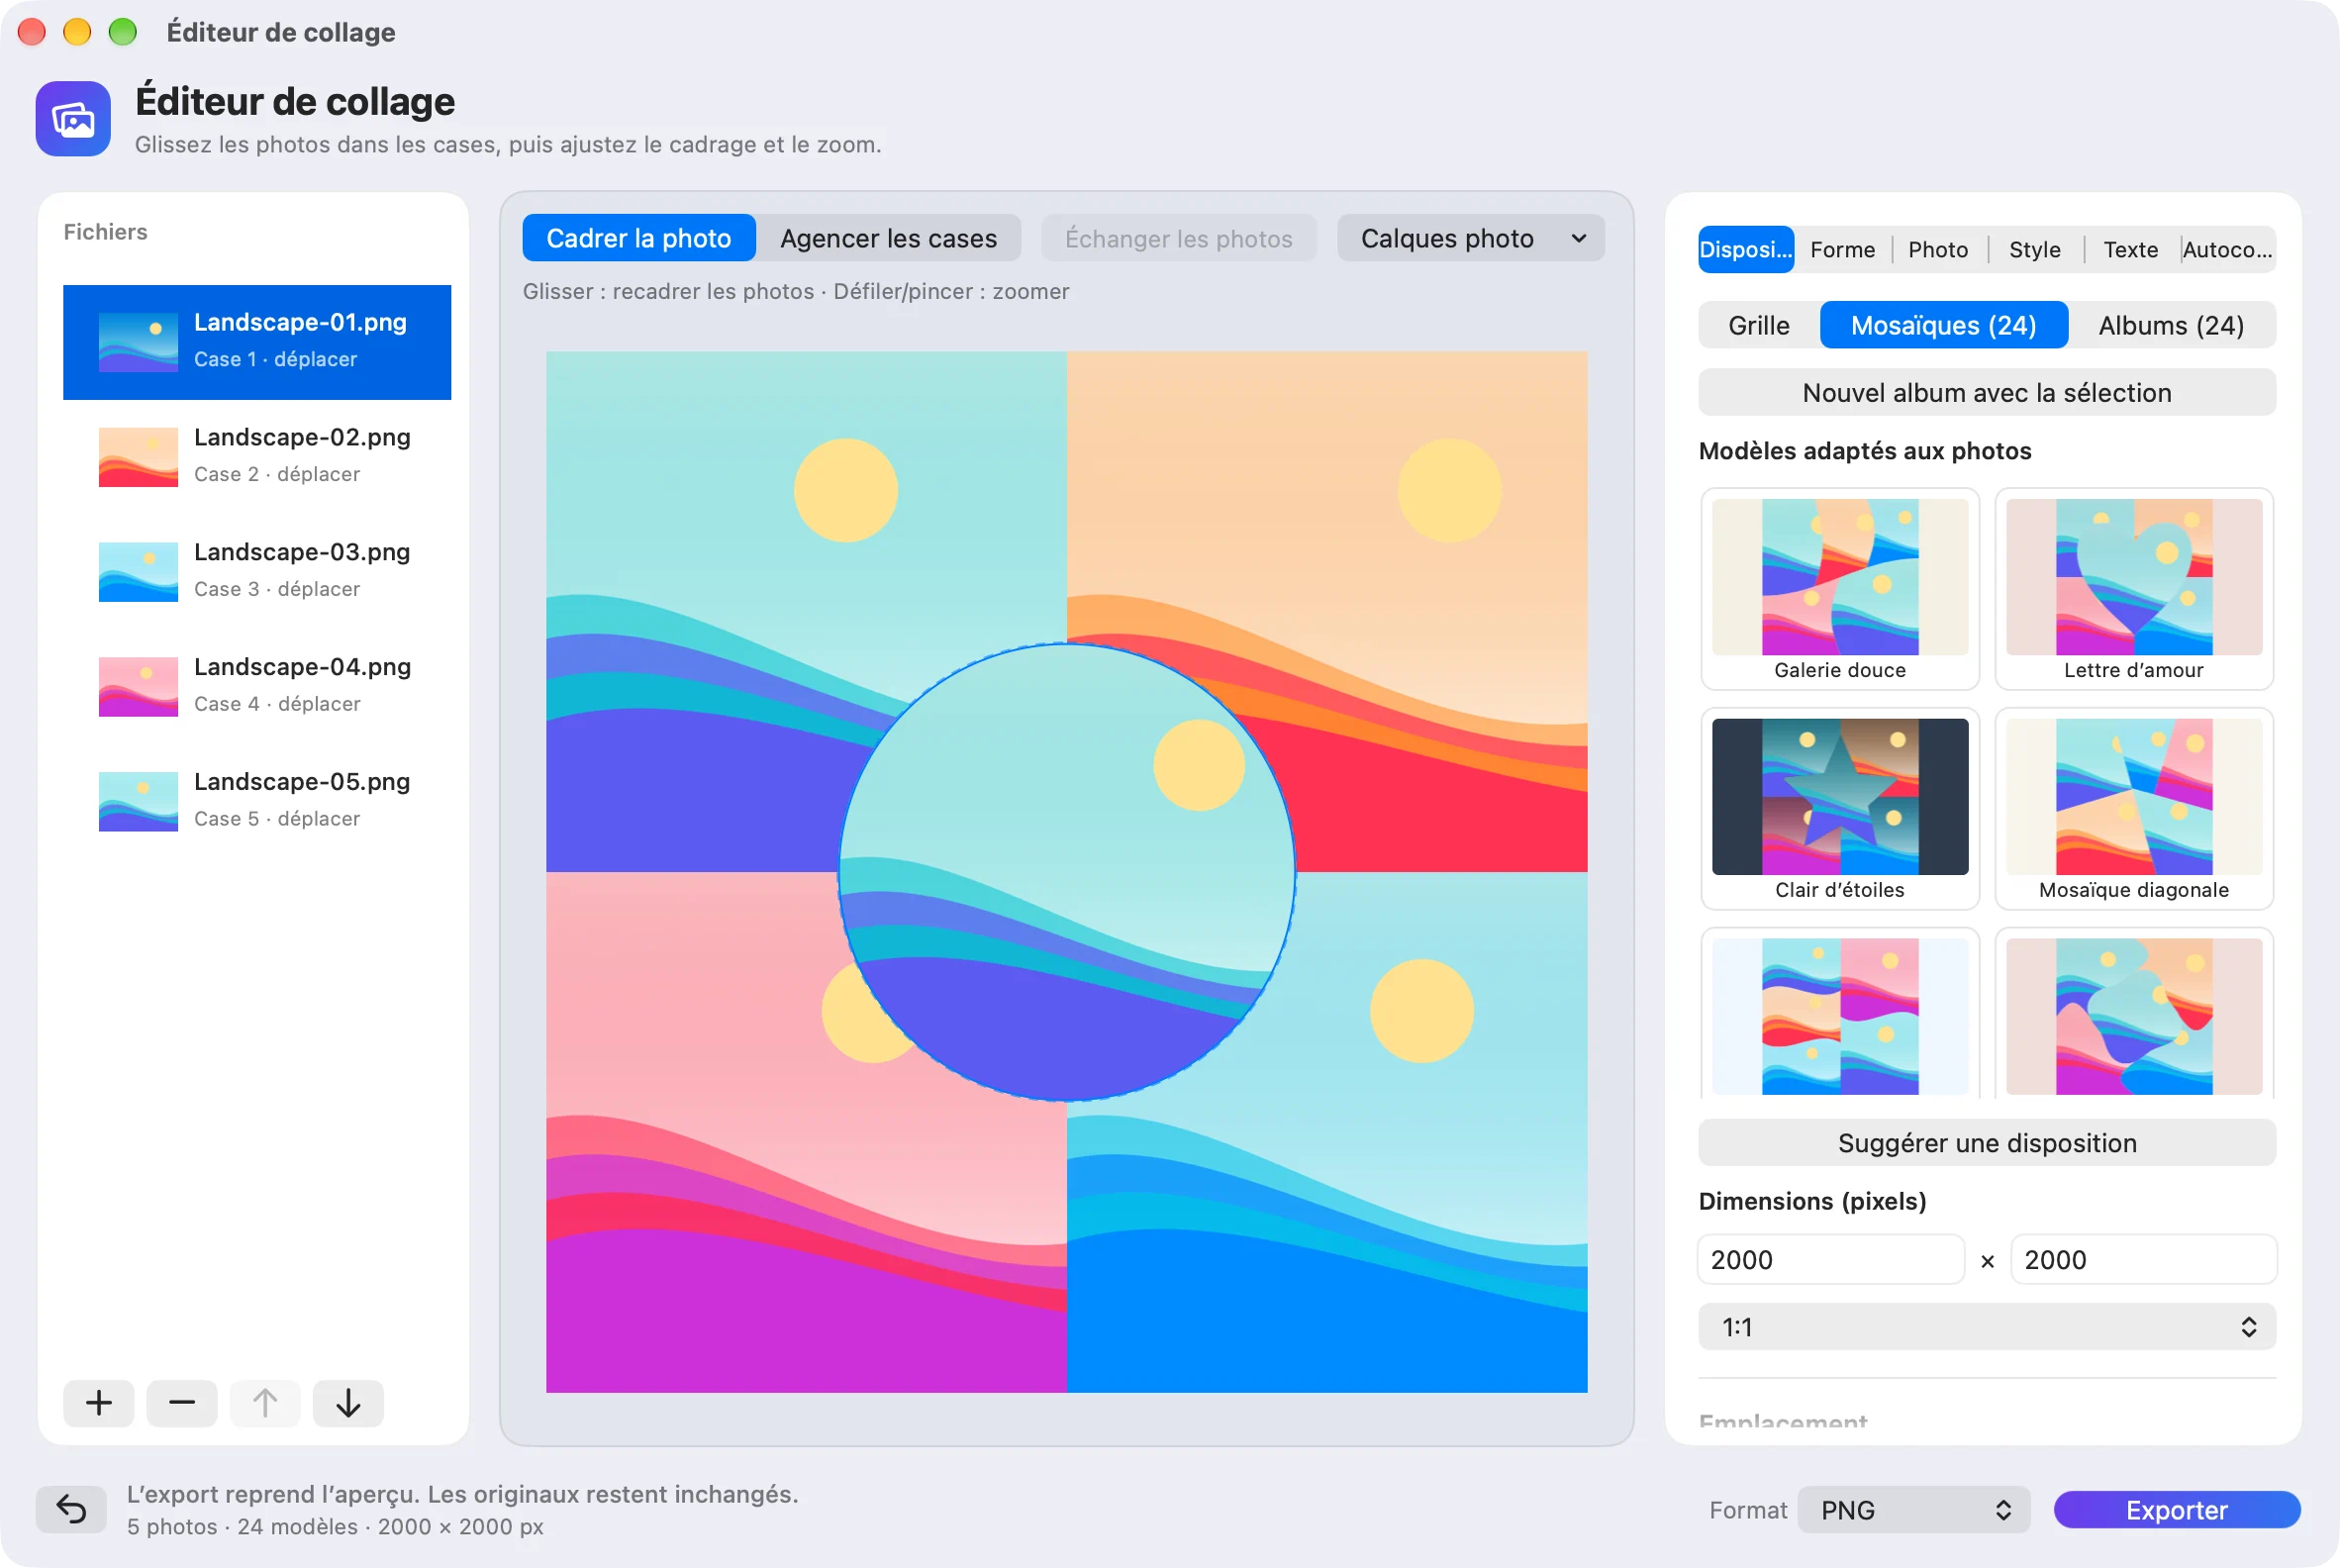 Éditeur de collage
Éditeur de collage
Glissez les photos dans les cases, puis ajustez le cadrage et le zoom.
Fichiers
Landscape-01.png
Case 1 · déplacer
Landscape-02.png
Case 2 · déplacer
Landscape-03.png
Case 3 · déplacer
Landscape-04.png
Case 4 · déplacer
Landscape-05.png
Case 5 · déplacer
Cadrer la photo
Agencer les cases
Échanger les photos
Calques photo
Glisser : recadrer les photos · Défiler/pincer : zoomer
Disposi...
Forme
Photo
Style
Texte
Autoco...
Grille
Mosaïques (24)
Albums (24)
Nouvel album avec la sélection
Modèles adaptés aux photos
Galerie douce
Lettre d’amour
Clair d’étoiles
Mosaïque diagonale
Suggérer une disposition
Dimensions (pixels)
2000 × 2000
1:1
Emplacement
L’export reprend l’aperçu. Les originaux restent inchangés.
5 photos · 24 modèles · 2000 × 2000 px
Format
PNG
Exporter